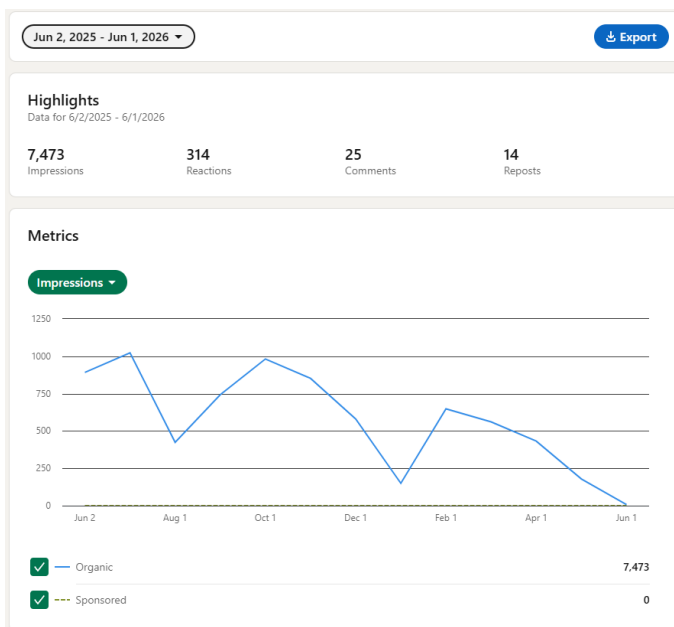 Jun 2, 2025 - Jun 1, 2026
Export
Highlights
Data for 6/2/2025 - 6/1/2026
7,473 314 25 14
Impressions Reactions Comments Reposts
Metrics
Impressions
1250
1000
750
500
250
0
Jun 2 Aug 1 Oct 1 Dec 1 Feb 1 Apr 1 Jun 1
Organic 7,473
Sponsored 0